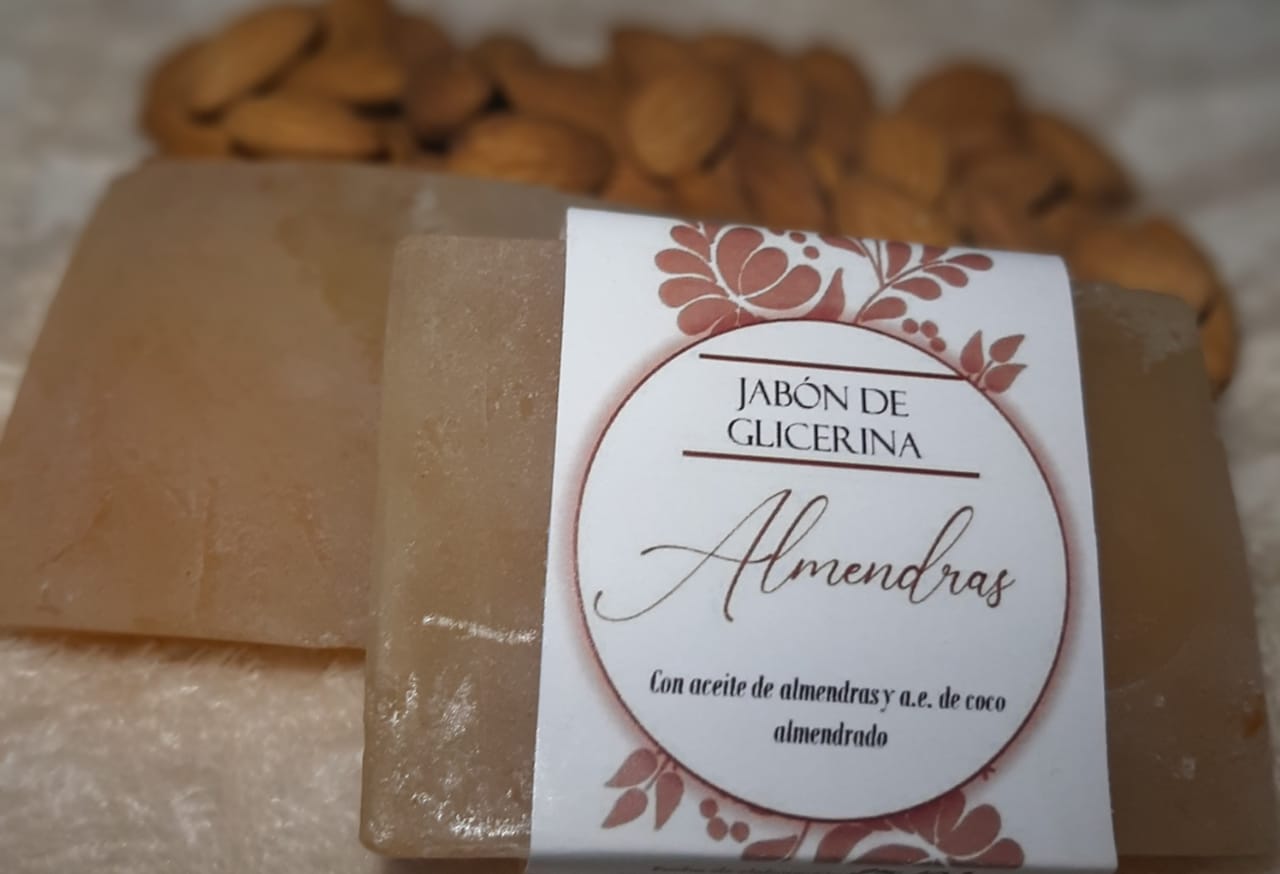 JABÓN DE
GLICERINA
Almendras
Con aceite de almendras y a.e. de coco
almendrado